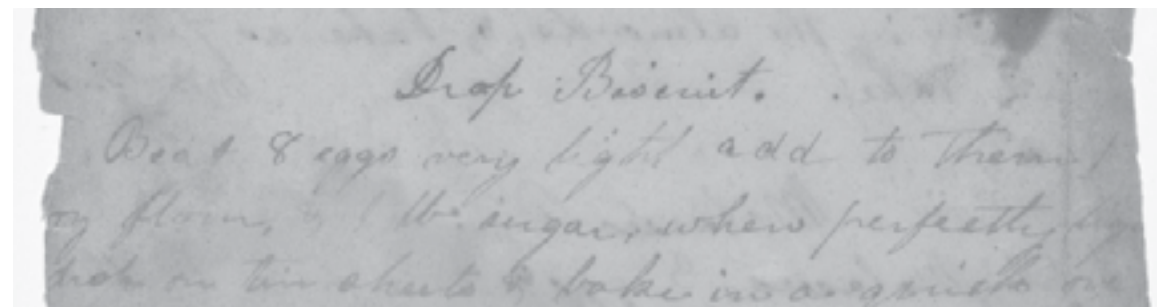 Drop Biscuit.
Beat 8 eggs very light add to them
flour, & 1 lb. sugar, when perfectly
on tin sheets & bake in a quick